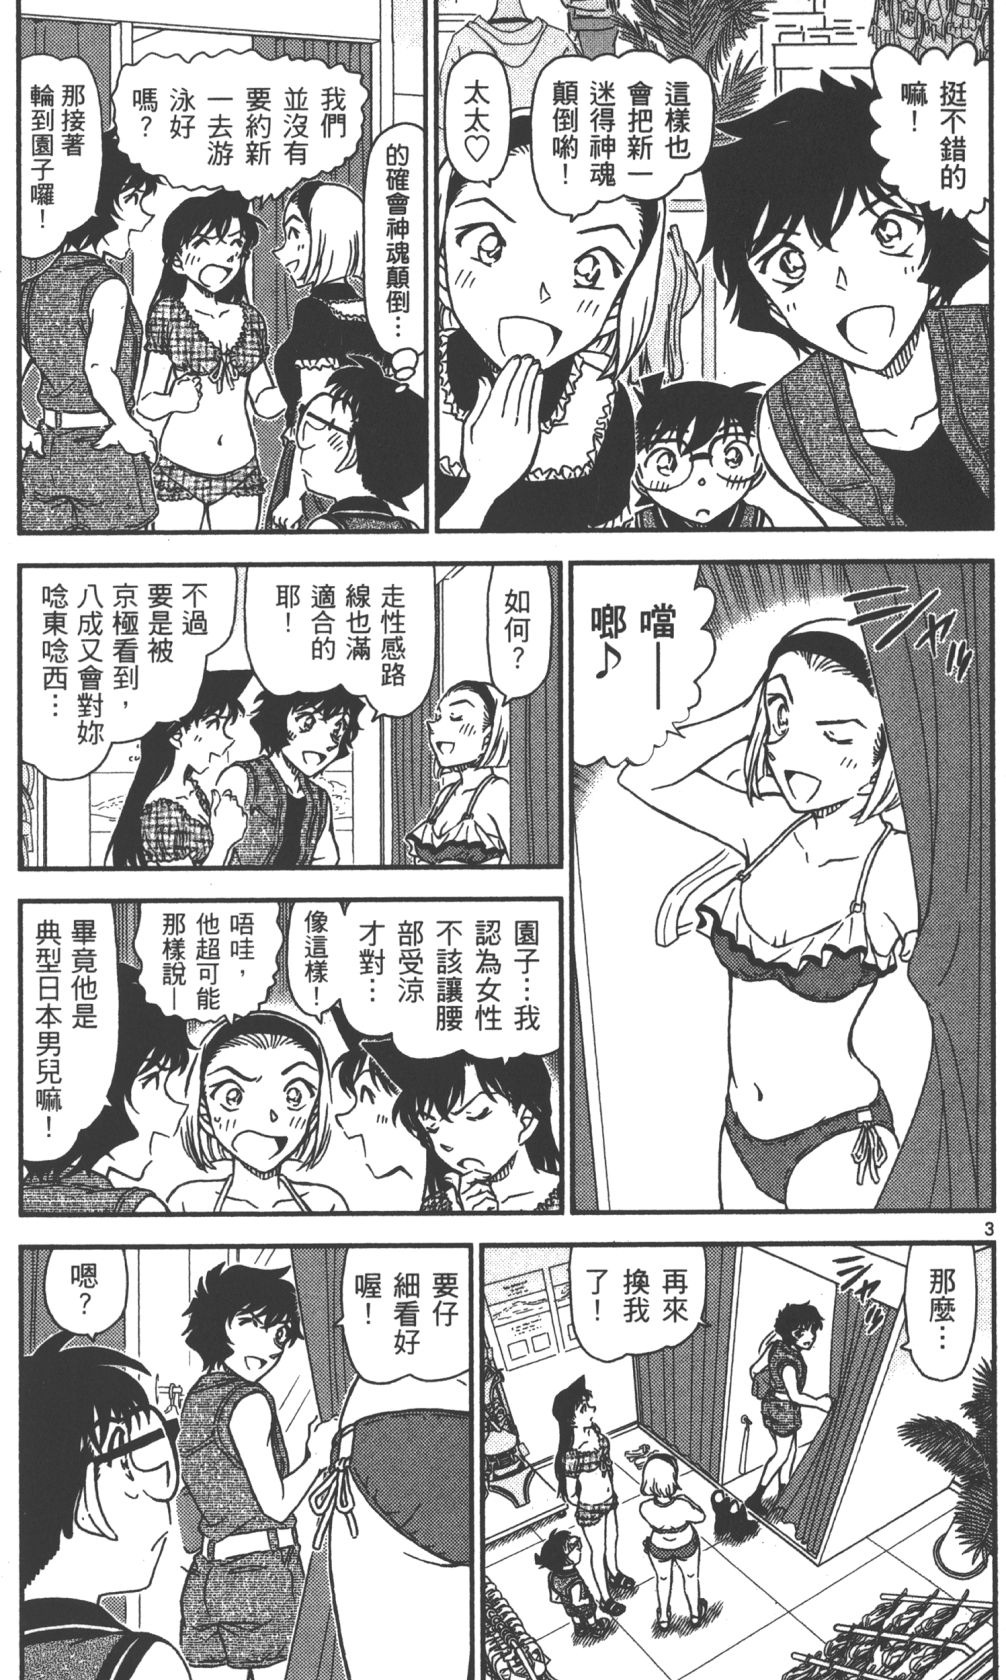 挺不錯的
嘛！
這樣也
會把新一
迷得神魂
顛倒喲！
太太♡
的確會神魂顛倒…
我們
並沒有
要約新
一去游
泳好
嗎？
那接著
輪到園子囉！
噹——
啷♪
如何？
走性感路
線也滿
適合的
耶！
不過
要是被
京極看到，
八成又會對妳
唸東唸西…
園子…我
認為女性
不該讓腰
部受涼
才對…
像這樣！
唔哇，
他超可能
那樣說—
畢竟他是
典型日本男兒嘛！
3
那麼…
再來
換我
了！
要仔
細看好
喔！
嗯？